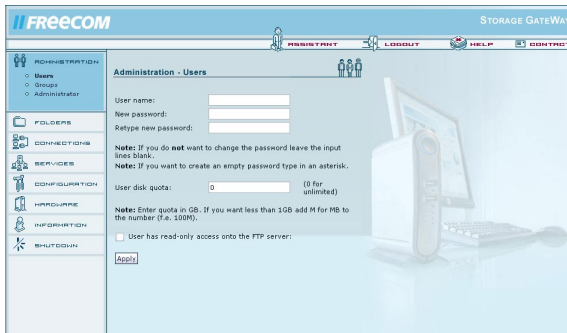 FREECOM
STORAGE GATEWAY
ASSISTANT LOGOUT HELP CONTACT
ADMINISTRATION
Users
Groups
Administrator
FOLDERS
CONNECTIONS
SERVICES
CONFIGURATION
HARDWARE
INFORMATION
SHUTDOWN
Administration - Users
User name:
New password:
Retype new password:
Note: If you do not want to change the password leave the input
lines blank.
Note: If you want to create an empty password type in an asterisk.
User disk quota: 0 (0 for
unlimited)
Note: Enter quota in GB. If you want less than 1GB add M for MB to
the number (f.e. 100M).
User has read-only access onto the FTP server:
Apply